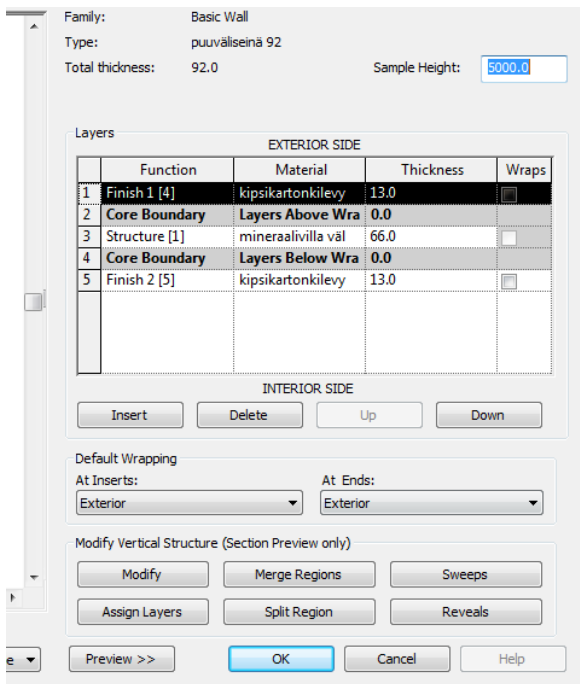 Family: Basic Wall
Type: puuväliseinä 92
Total thickness: 92.0 Sample Height: 5000.0
Layers
EXTERIOR SIDE
Function Material Thickness Wraps
1 Finish 1 [4] kipsikartonkilevy 13.0
2 Core Boundary Layers Above Wra 0.0
3 Structure [1] mineraalivilla väl 66.0
4 Core Boundary Layers Below Wra 0.0
5 Finish 2 [5] kipsikartonkilevy 13.0
INTERIOR SIDE
Insert Delete Up Down
Default Wrapping
At Inserts: At Ends:
Exterior Exterior
Modify Vertical Structure (Section Preview only)
Modify Merge Regions Sweeps
Assign Layers Split Region Reveals
e Preview >> OK Cancel Help